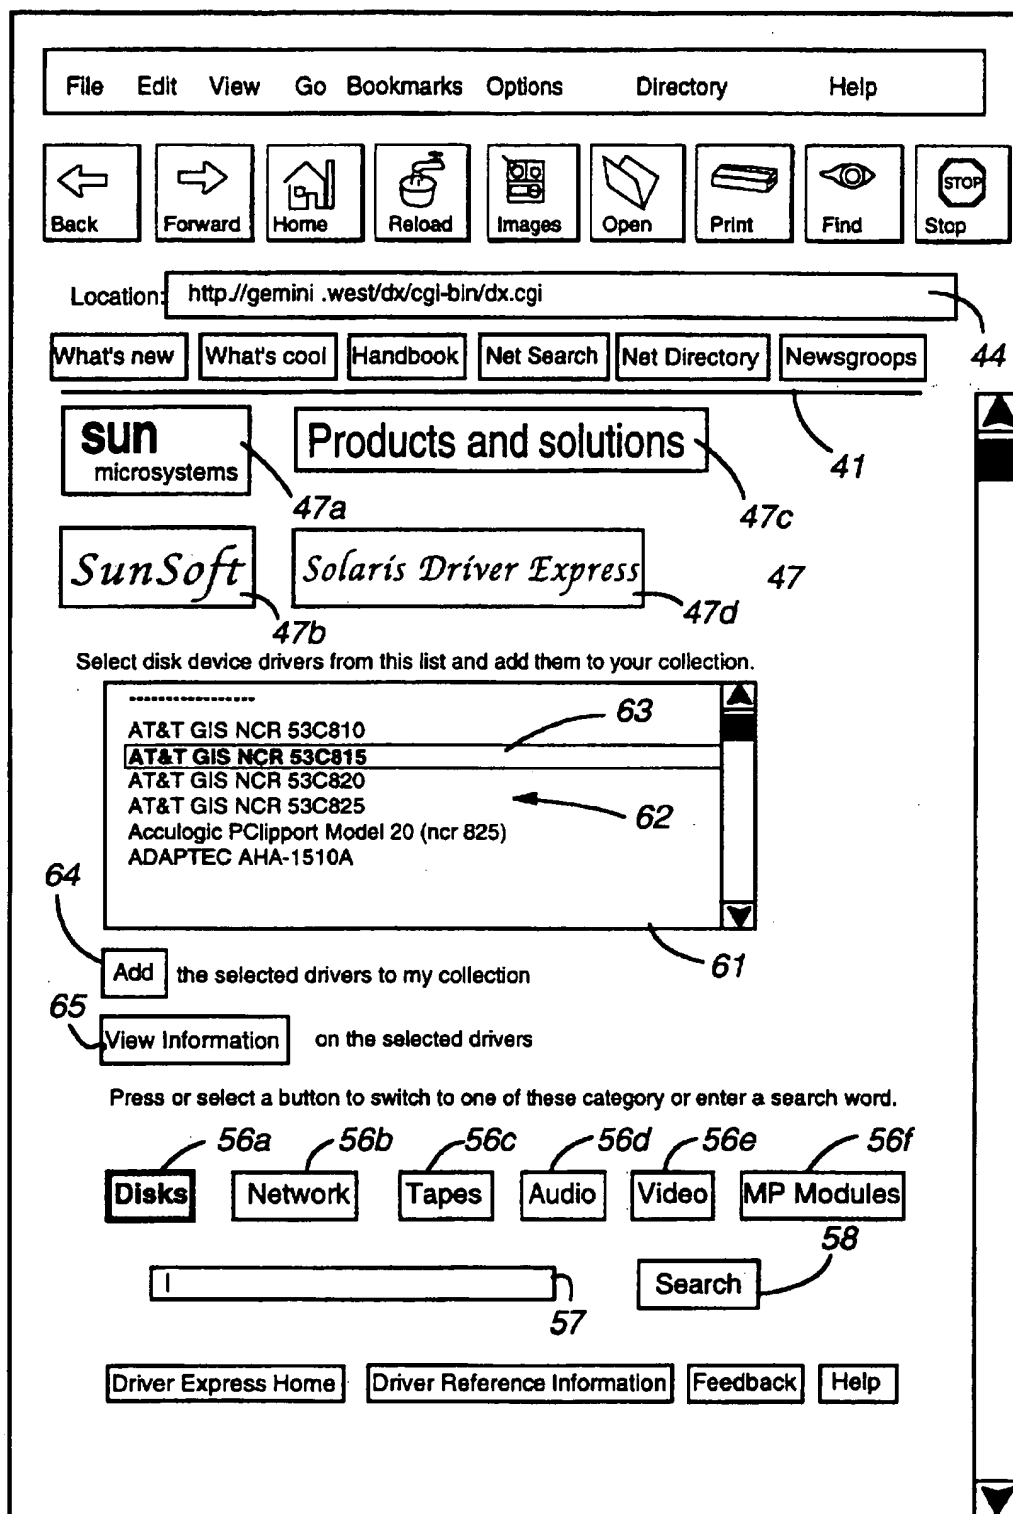 File Edit View Go Bookmarks Options Directory Help
Back Forward Home Reload Images Open Print Find STOP Stop
Location: http://gemini .west/dx/cgi-bin/dx.cgi
44
What's new What's cool Handbook Net Search Net Directory Newsgroops
41
sun microsystems
47a
Products and solutions
47c
SunSoft
47b
Solaris Driver Express
47d
47
Select disk device drivers from this list and add them to your collection.
-----------------
AT&T GIS NCR 53C810
63
AT&T GIS NCR 53C815
AT&T GIS NCR 53C820
AT&T GIS NCR 53C825
62
Acculogic PClipport Model 20 (ncr 825)
ADAPTEC AHA-1510A
61
64
Add the selected drivers to my collection
65
View Information on the selected drivers
Press or select a button to switch to one of these category or enter a search word.
56a 56b 56c 56d 56e 56f
Disks Network Tapes Audio Video MP Modules
58
Search
57
Driver Express Home Driver Reference Information Feedback Help